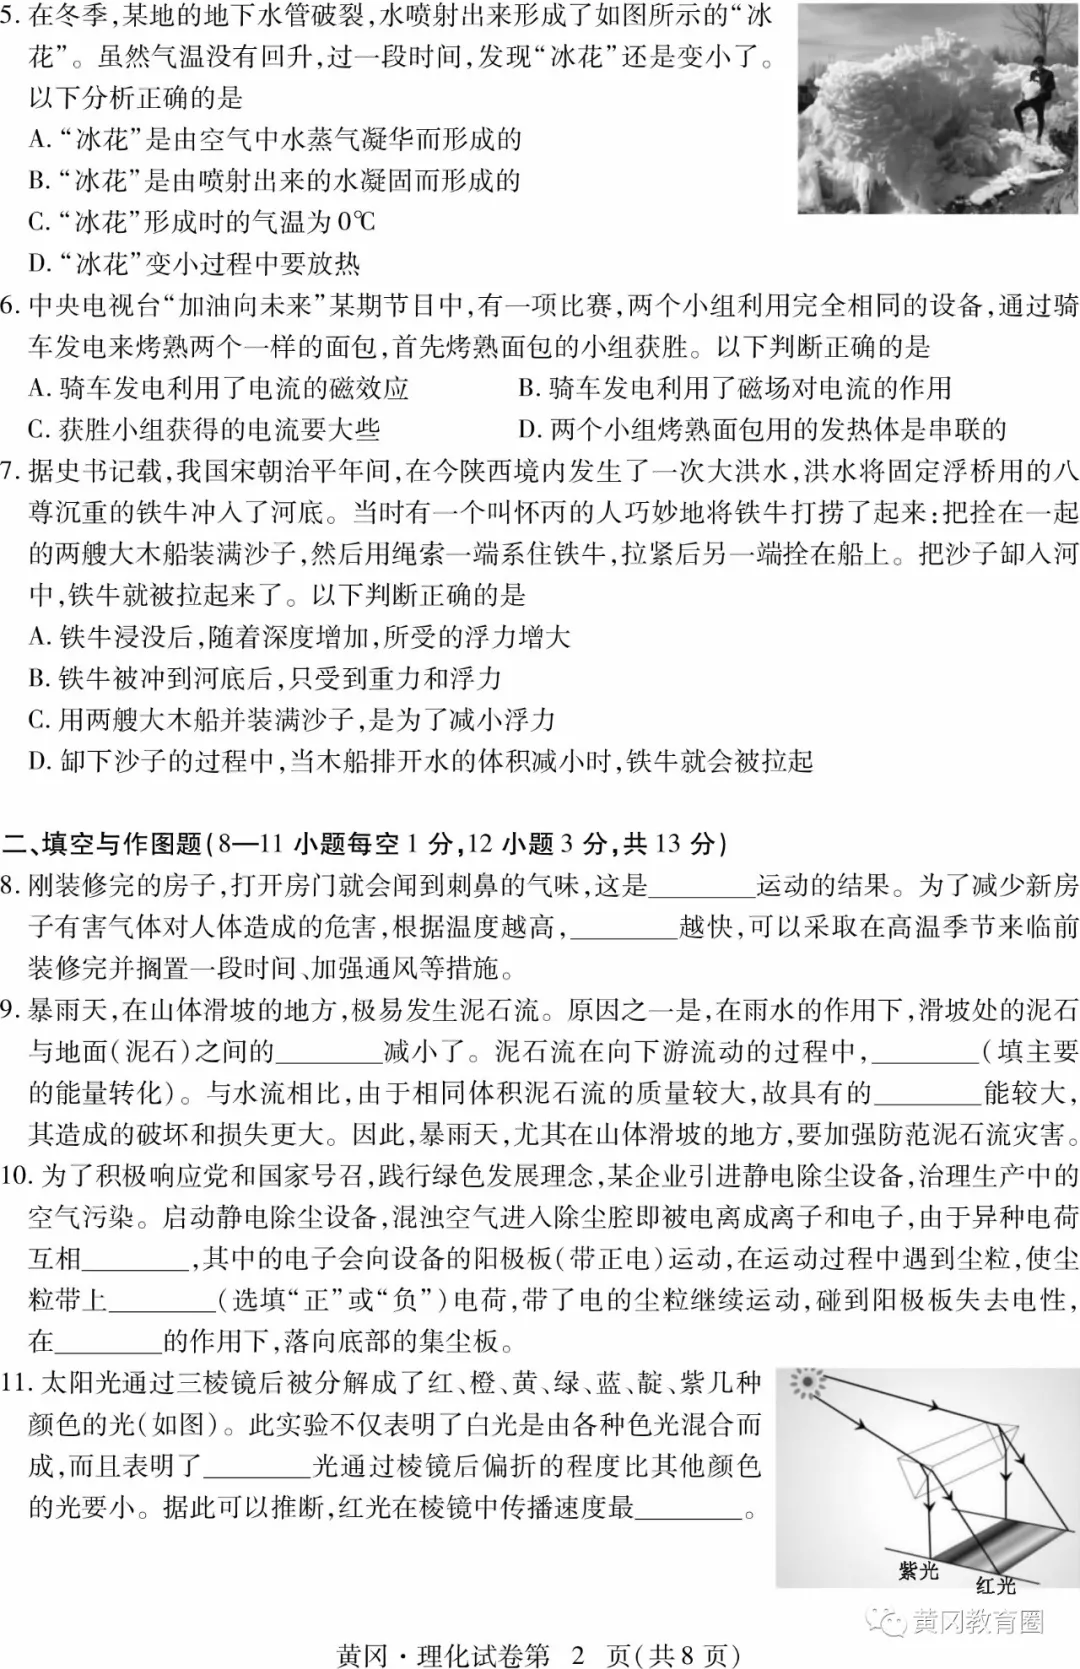 5. 在冬季,某地的地下水管破裂,水喷射出来形成了如图所示的“冰
花”。虽然气温没有回升,过一段时间,发现“冰花”还是变小了。
以下分析正确的是
A. “冰花”是由空气中水蒸气凝华而形成的
B. “冰花”是由喷射出来的水凝固而形成的
C. “冰花”形成时的气温为0℃
D. “冰花”变小过程中要放热
6. 中央电视台“加油向未来”某期节目中,有一项比赛,两个小组利用完全相同的设备,通过骑
车发电来烤熟两个一样的面包,首先烤熟面包的小组获胜。以下判断正确的是
A. 骑车发电利用了电流的磁效应 B. 骑车发电利用了磁场对电流的作用
C. 获胜小组获得的电流要大些 D. 两个小组烤熟面包用的发热体是串联的
7. 据史书记载,我国宋朝治平年间,在今陕西境内发生了一次大洪水,洪水将固定浮桥用的八
尊沉重的铁牛冲入了河底。当时有一个叫怀丙的人巧妙地将铁牛打捞了起来:把拴在一起
的两艘大木船装满沙子,然后用绳索一端系住铁牛,拉紧后另一端拴在船上。把沙子卸入河
中,铁牛就被拉起来了。以下判断正确的是
A. 铁牛浸没后,随着深度增加,所受的浮力增大
B. 铁牛被冲到河底后,只受到重力和浮力
C. 用两艘大木船并装满沙子,是为了减小浮力
D. 卸下沙子的过程中,当木船排开水的体积减小时,铁牛就会被拉起
二、填空与作图题(8—11 小题每空1分,12小题3分,共13分)
8. 刚装修完的房子,打开房门就会闻到刺鼻的气味,这是________运动的结果。为了减少新房
子有害气体对人体造成的危害,根据温度越高,________越快,可以采取在高温季节来临前
装修完并搁置一段时间、加强通风等措施。
9. 暴雨天,在山体滑坡的地方,极易发生泥石流。原因之一是,在雨水的作用下,滑坡处的泥石
与地面(泥石)之间的________减小了。泥石流在向下游流动的过程中,________(填主要
的能量转化)。与水流相比,由于相同体积泥石流的质量较大,故具有的________能较大,
其造成的破坏和损失更大。因此,暴雨天,尤其在山体滑坡的地方,要加强防范泥石流灾害。
10. 为了积极响应党和国家号召,践行绿色发展理念,某企业引进静电除尘设备,治理生产中的
空气污染。启动静电除尘设备,混浊空气进入除尘腔即被电离成离子和电子,由于异种电荷
互相________,其中的电子会向设备的阳极板(带正电)运动,在运动过程中遇到尘粒,使尘
粒带上________(选填“正”或“负”)电荷,带了电的尘粒继续运动,碰到阳极板失去电性,
在________的作用下,落向底部的集尘板。
11. 太阳光通过三棱镜后被分解成了红、橙、黄、绿、蓝、靛、紫几种
颜色的光(如图)。此实验不仅表明了白光是由各种色光混合而
成,而且表明了________光通过棱镜后偏折的程度比其他颜色
的光要小。据此可以推断,红光在棱镜中传播速度最________。
紫光
红光
黄冈教育圈
黄冈·理化试卷第 2 页(共8页)